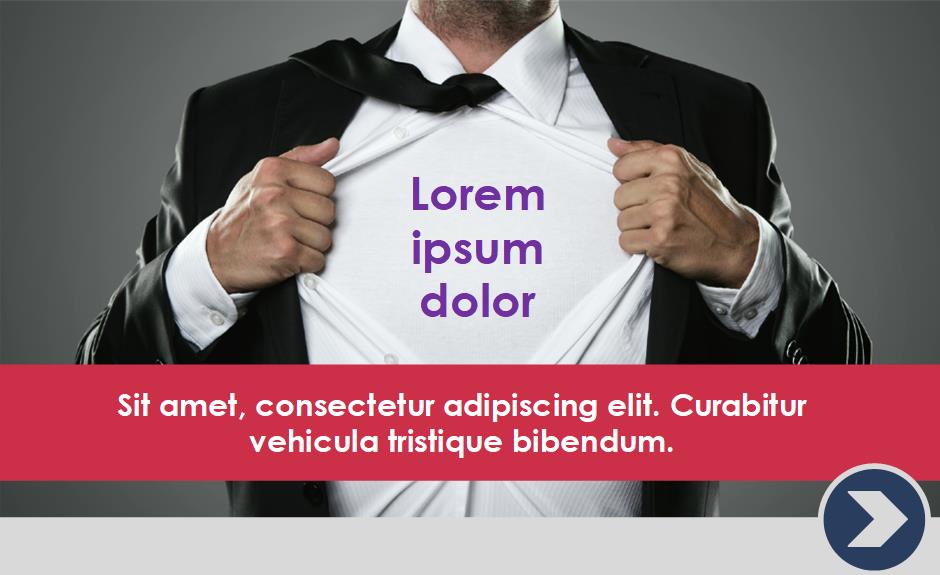 Lorem
ipsum
dolor
Sit amet, consectetur adipiscing elit. Curabitur
vehicula tristique bibendum.